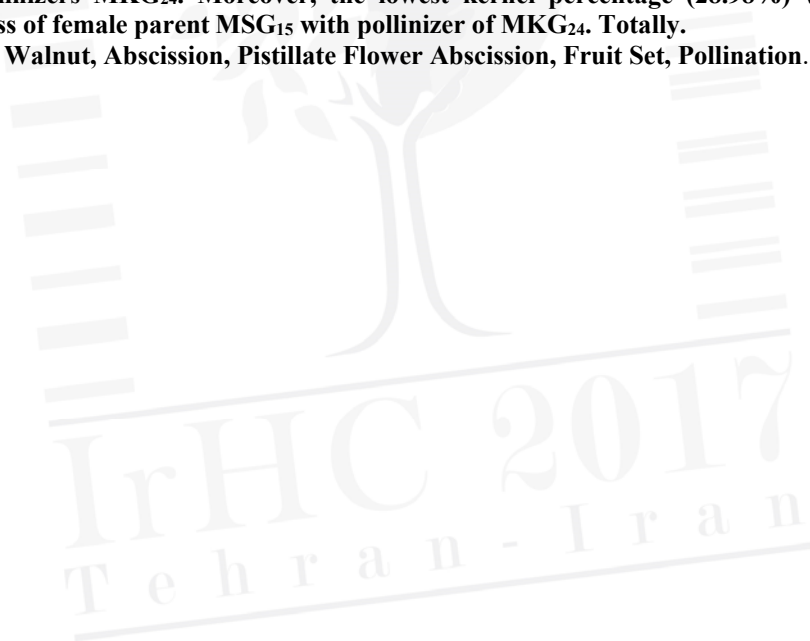 MKG₂₄. Moreover, the lowest kernel percentage
ss of female parent MSG₁₅ with pollinizer of MKG₂₄. Totally.
Walnut, Abscission, Pistillate Flower Abscission, Fruit Set, Pollination.
IrHC 2017
Tehran-Iran